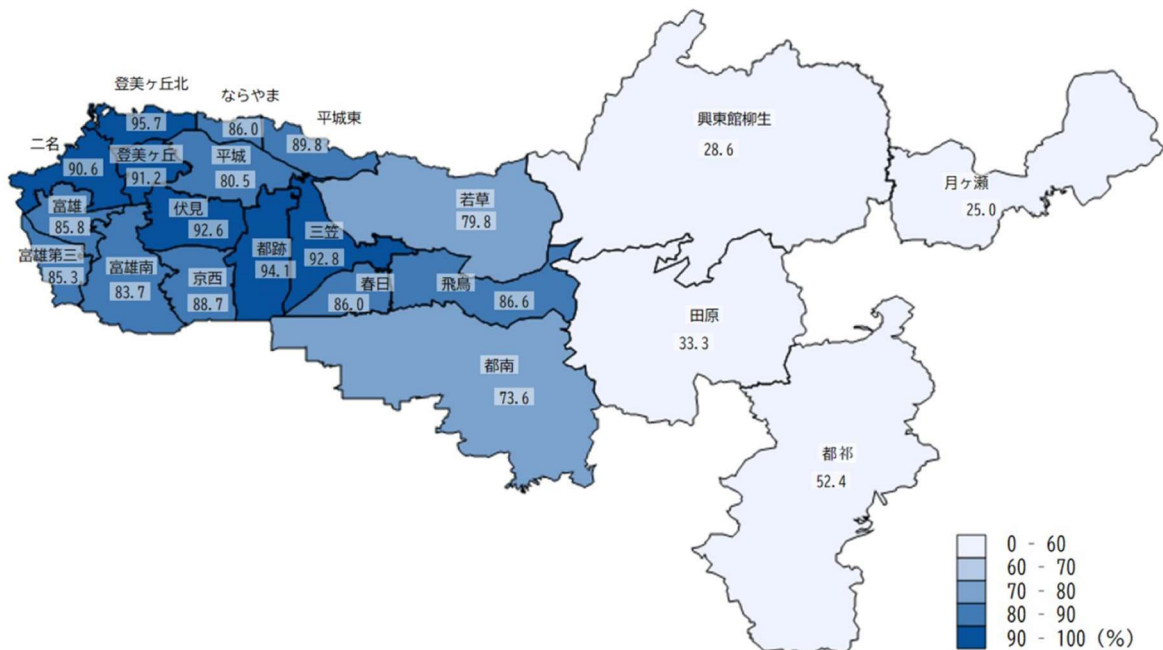 登美ヶ丘北
95.7
ならやま
86.0
平城東
89.8
二名
90.6
登美ヶ丘
91.2
平城
80.5
富雄
85.8
伏見
92.6
富雄第三
85.3
富雄南
83.7
京西
88.7
都跡
94.1
三笠
92.8
春日
86.0
飛鳥
86.6
若草
79.8
都南
73.6
興東館柳生
28.6
月ヶ瀬
25.0
田原
33.3
都祁
52.4
0 - 60
60 - 70
70 - 80
80 - 90
90 - 100 (%)